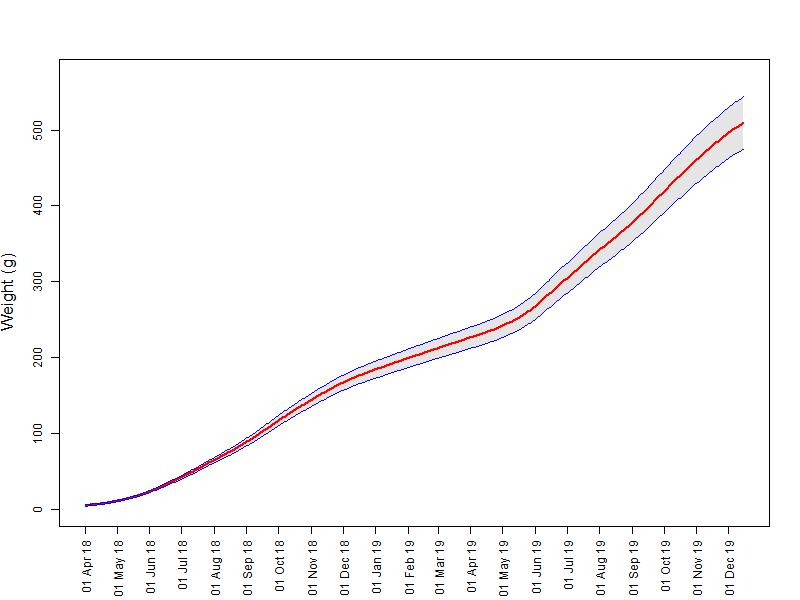 Weight (g)
500
400
300
200
100
0
01 Apr 18
01 May 18
01 Jun 18
01 Jul 18
01 Aug 18
01 Sep 18
01 Oct 18
01 Nov 18
01 Dec 18
01 Jan 19
01 Feb 19
01 Mar 19
01 Apr 19
01 May 19
01 Jun 19
01 Jul 19
01 Aug 19
01 Sep 19
01 Oct 19
01 Nov 19
01 Dec 19